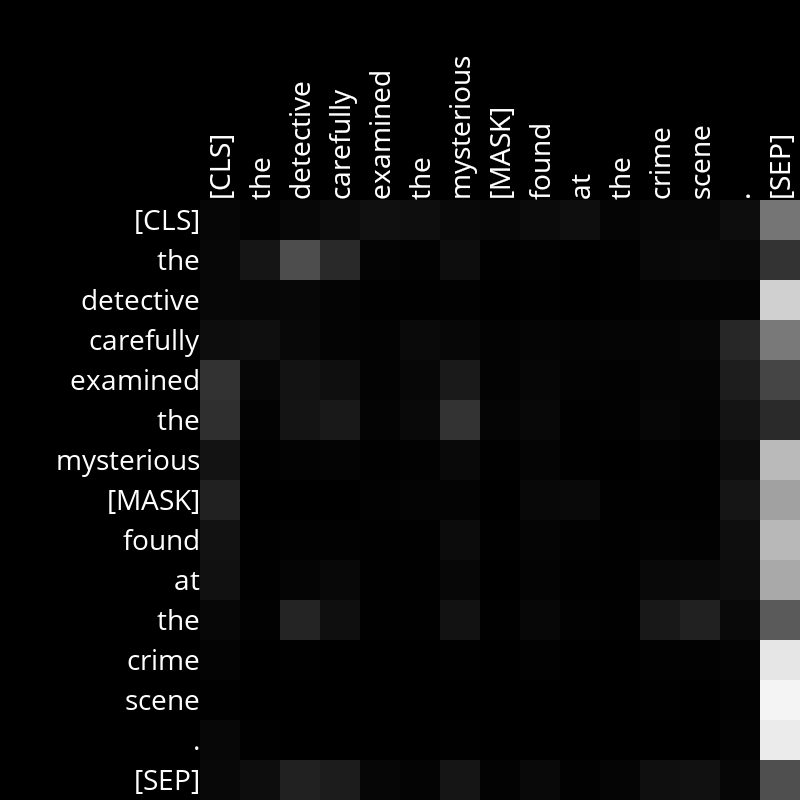 [CLS] the detective carefully examined the mysterious [MASK] found at the crime scene . [SEP]
[CLS]
the
detective
carefully
examined
the
mysterious
[MASK]
found
at
the
crime
scene
.
[SEP]